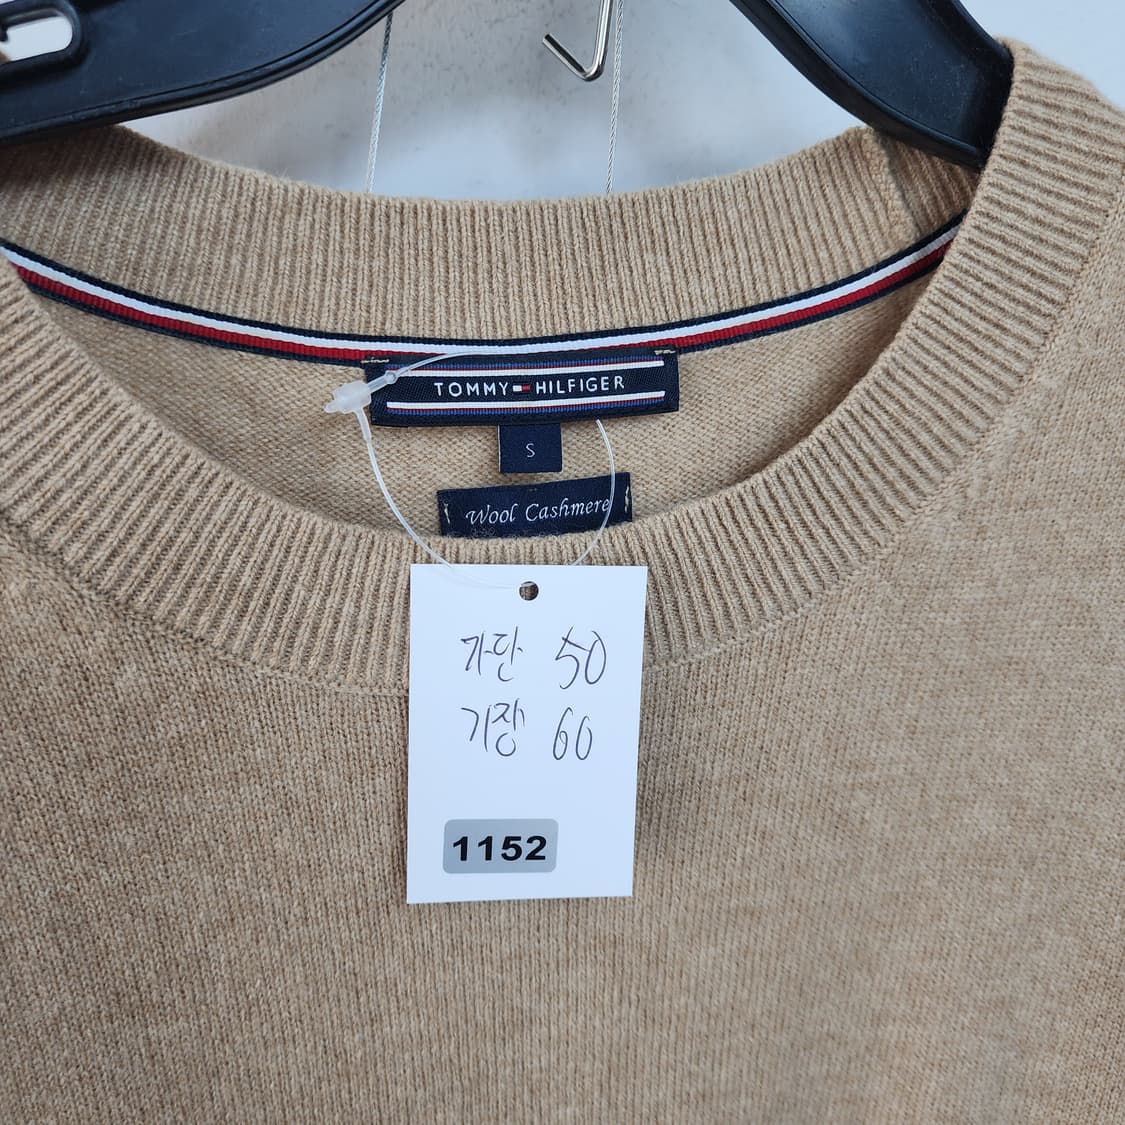 TOMMY HILFIGER
S
Wool Cashmere
가단 50
기장 60
1152